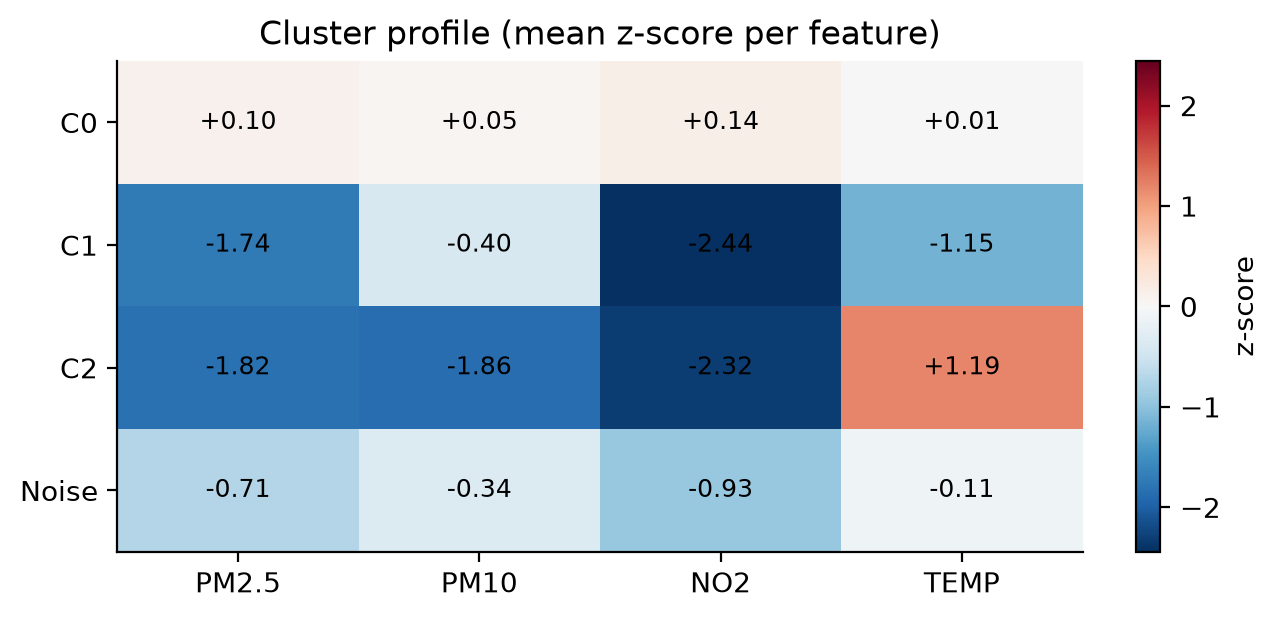 Cluster profile (mean z-score per feature)
C0 +0.10 +0.05 +0.14 +0.01
C1 -1.74 -0.40 -2.44 -1.15
C2 -1.82 -1.86 -2.32 +1.19
Noise -0.71 -0.34 -0.93 -0.11
PM2.5 PM10 NO2 TEMP
2
1
0
−1
−2
z-score